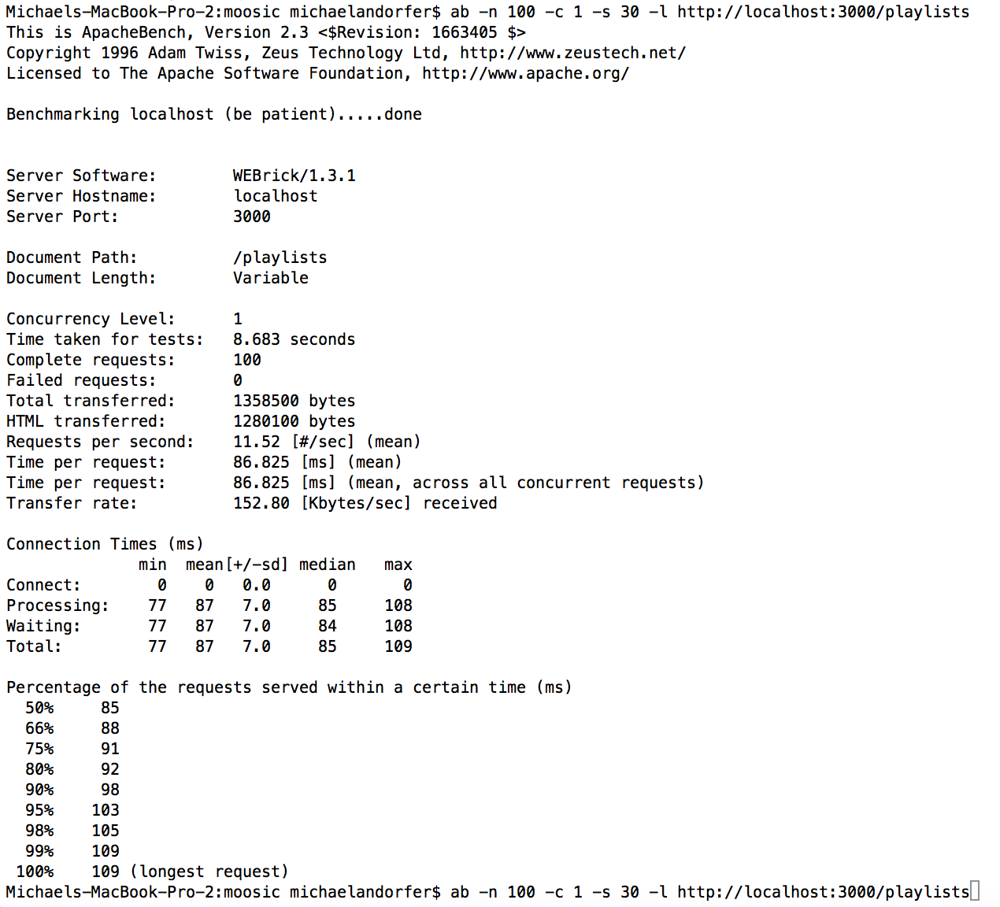 Michaels-MacBook-Pro-2:moosic michaelandorfer$ ab -n 100 -c 1 -s 30 -l http://localhost:3000/playlists
This is ApacheBench, Version 2.3 <$Revision: 1663405 $>
Copyright 1996 Adam Twiss, Zeus Technology Ltd, http://www.zeustech.net/
Licensed to The Apache Software Foundation, http://www.apache.org/

Benchmarking localhost (be patient).....done


Server Software:        WEBrick/1.3.1
Server Hostname:        localhost
Server Port:            3000

Document Path:          /playlists
Document Length:        Variable

Concurrency Level:      1
Time taken for tests:   8.683 seconds
Complete requests:      100
Failed requests:        0
Total transferred:      1358500 bytes
HTML transferred:       1280100 bytes
Requests per second:    11.52 [#/sec] (mean)
Time per request:       86.825 [ms] (mean)
Time per request:       86.825 [ms] (mean, across all concurrent requests)
Transfer rate:          152.80 [Kbytes/sec] received

Connection Times (ms)
              min  mean[+/-sd] median   max
Connect:        0    0   0.0      0       0
Processing:    77   87   7.0     85     108
Waiting:       77   87   7.0     84     108
Total:         77   87   7.0     85     109

Percentage of the requests served within a certain time (ms)
  50%     85
  66%     88
  75%     91
  80%     92
  90%     98
  95%    103
  98%    105
  99%    109
 100%    109 (longest request)
Michaels-MacBook-Pro-2:moosic michaelandorfer$ ab -n 100 -c 1 -s 30 -l http://localhost:3000/playlists